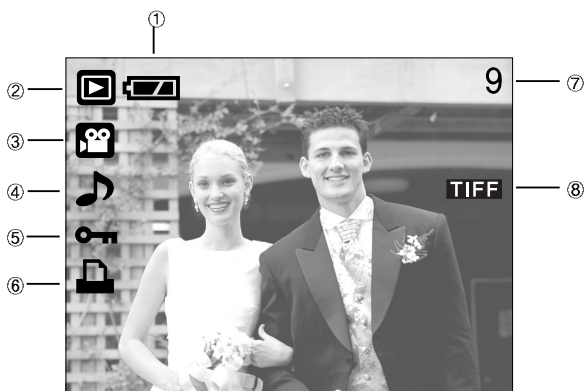 ①
② ⑦ 9
③
④ TIFF ⑧
⑤
⑥